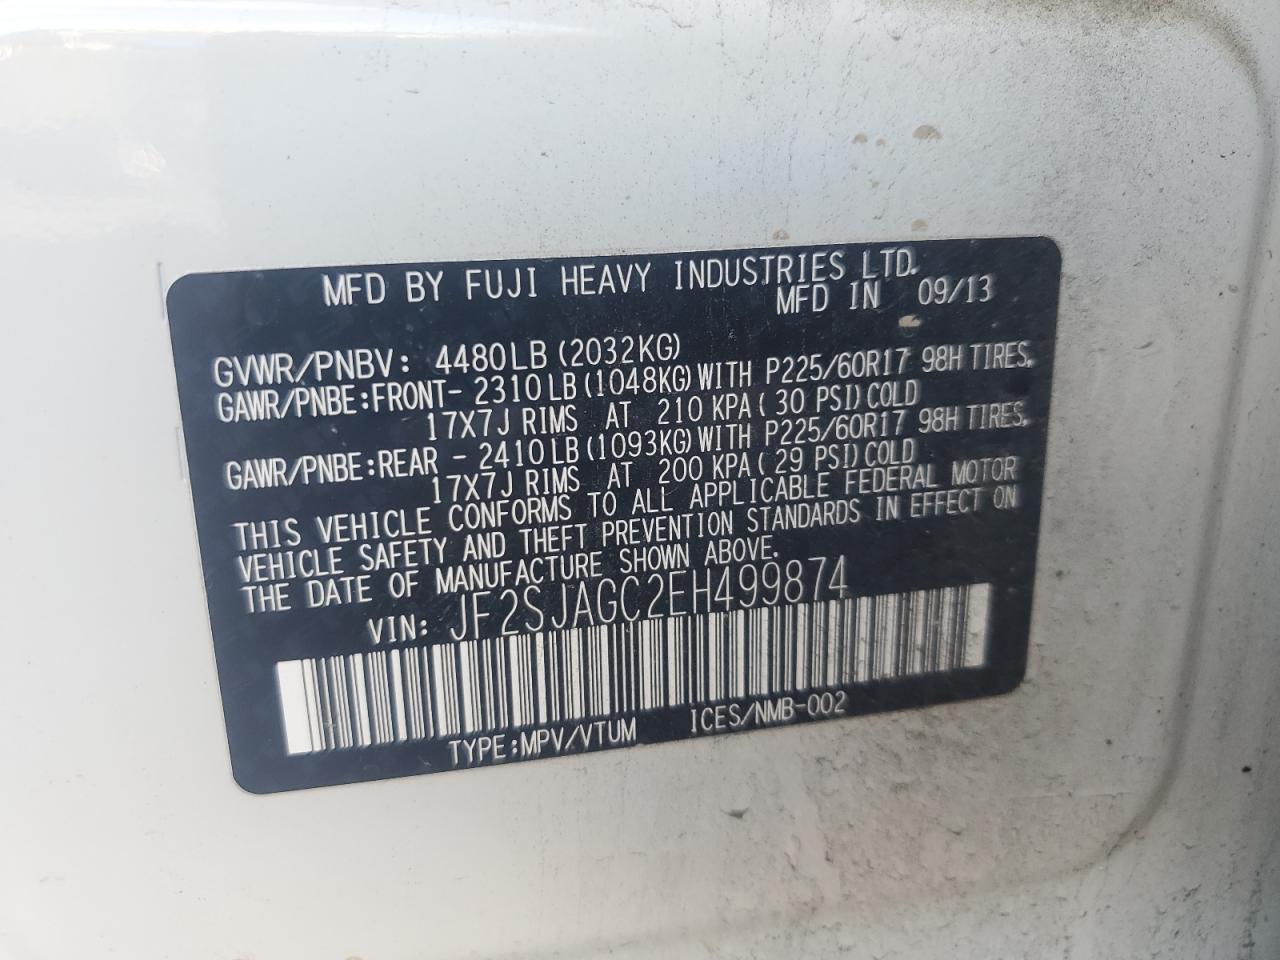 MFD BY FUJI HEAVY INDUSTRIES LTD.
MFD IN 09/13
GVWR/PNBV: 4480LB(2032KG)
GAWR/PNBE:FRONT- 2310LB(1048KG)WITH P225/60R17 98H TIRES,
17X7J RIMS AT 210 KPA( 30 PSI)COLD
GAWR/PNBE:REAR - 2410LB(1093KG)WITH P225/60R17 98H TIRES,
17X7J RIMS AT 200 KPA( 29 PSI)COLD
THIS VEHICLE CONFORMS TO ALL APPLICABLE FEDERAL MOTOR
VEHICLE SAFETY AND THEFT PREVENTION STANDARDS IN EFFECT ON
THE DATE OF MANUFACTURE SHOWN ABOVE.
VIN: JF2SJAGC2EH499874
TYPE:MPV/VTUM ICES/NMB-002